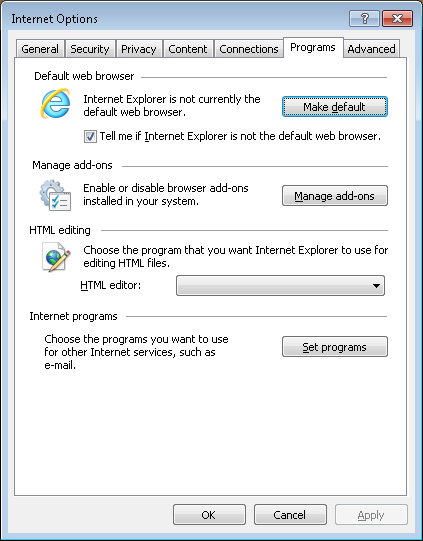 Internet Options
General Security Privacy Content Connections Programs Advanced
Default web browser
Internet Explorer is not currently the
default web browser.
Make default
Tell me if Internet Explorer is not the default web browser.
Manage add-ons
Enable or disable browser add-ons
installed in your system.
Manage add-ons
HTML editing
Choose the program that you want Internet Explorer to use for
editing HTML files.
HTML editor:
Internet programs
Choose the programs you want to use
for other Internet services, such as
e-mail.
Set programs
OK Cancel Apply